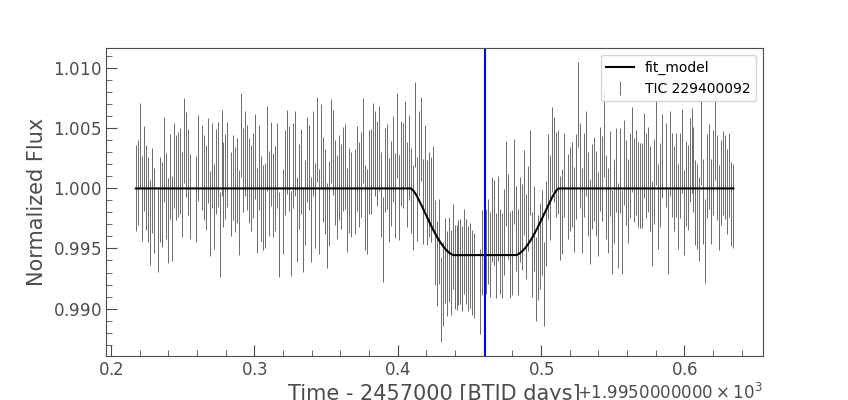 fit_model
TIC 229400092
1.010
1.005
1.000
0.995
0.990
Normalized Flux
0.2 0.3 0.4 0.5 0.6
Time - 2457000 [BTJD days]
+1.9950000000 × 10³